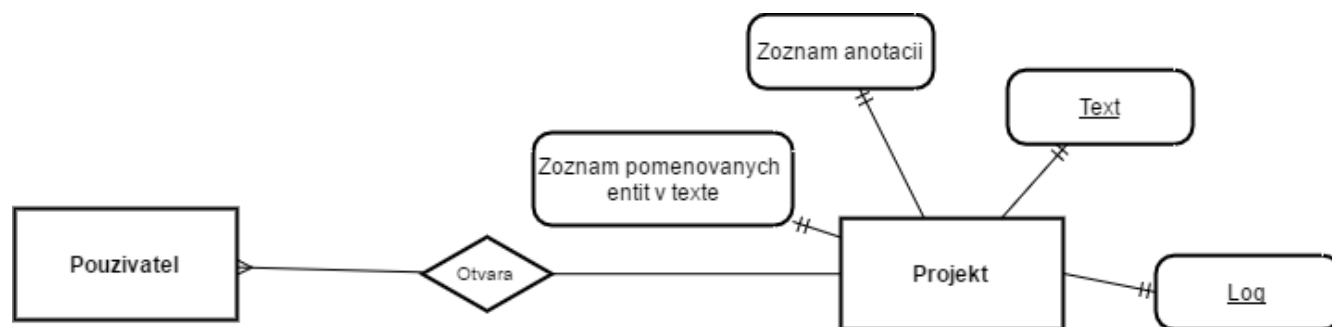 Zoznam anotacii
Text
Zoznam pomenovanych
entit v texte
Pouzivatel
Otvara
Projekt
Log